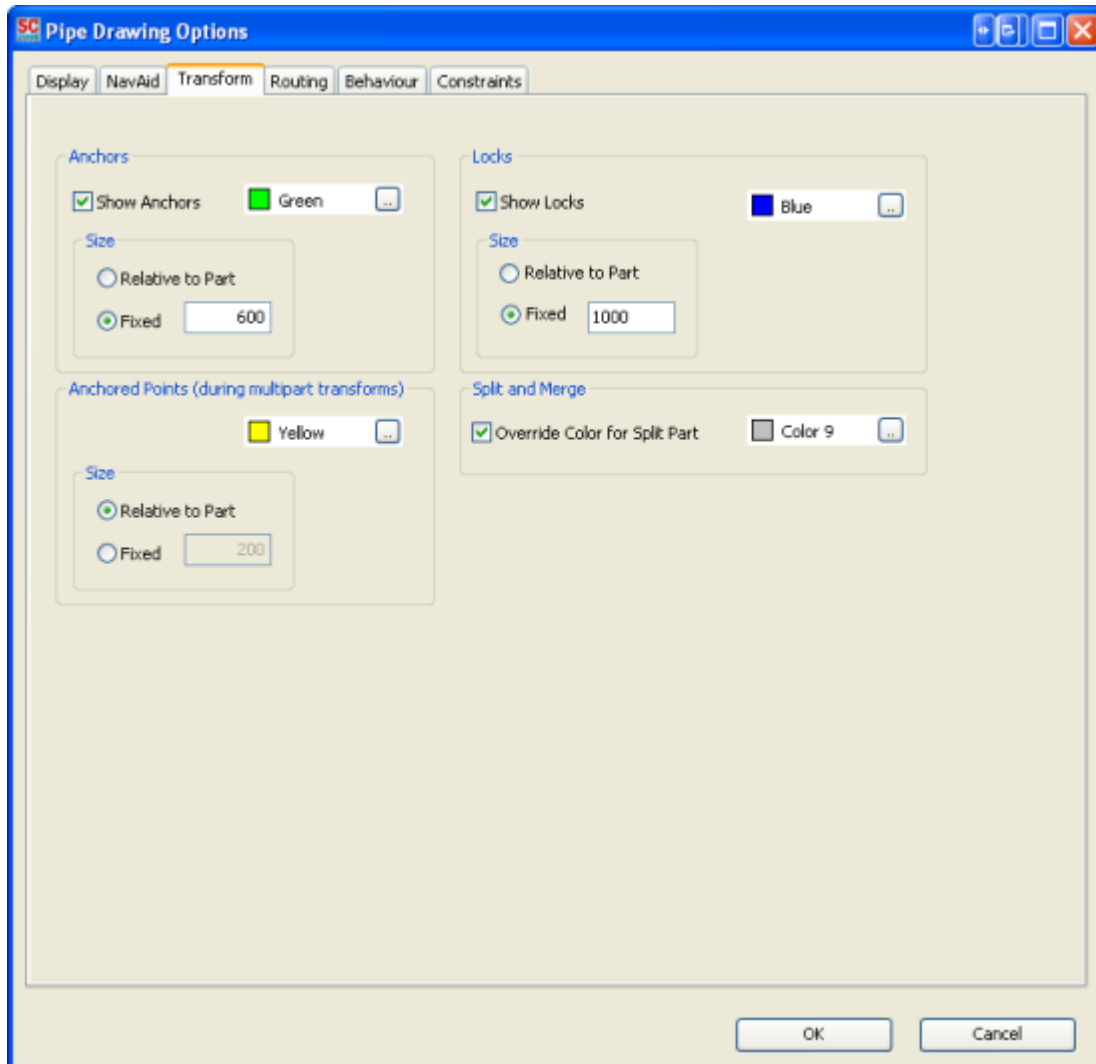 SC Pipe Drawing Options
Display NavAid Transform Routing Behaviour Constraints
Anchors
Show Anchors Green ..
Size
Relative to Part
Fixed 600
Locks
Show Locks Blue ..
Size
Relative to Part
Fixed 1000
Anchored Points (during multipart transforms)
Yellow ..
Size
Relative to Part
Fixed 200
Split and Merge
Override Color for Split Part Color 9 ..
OK Cancel